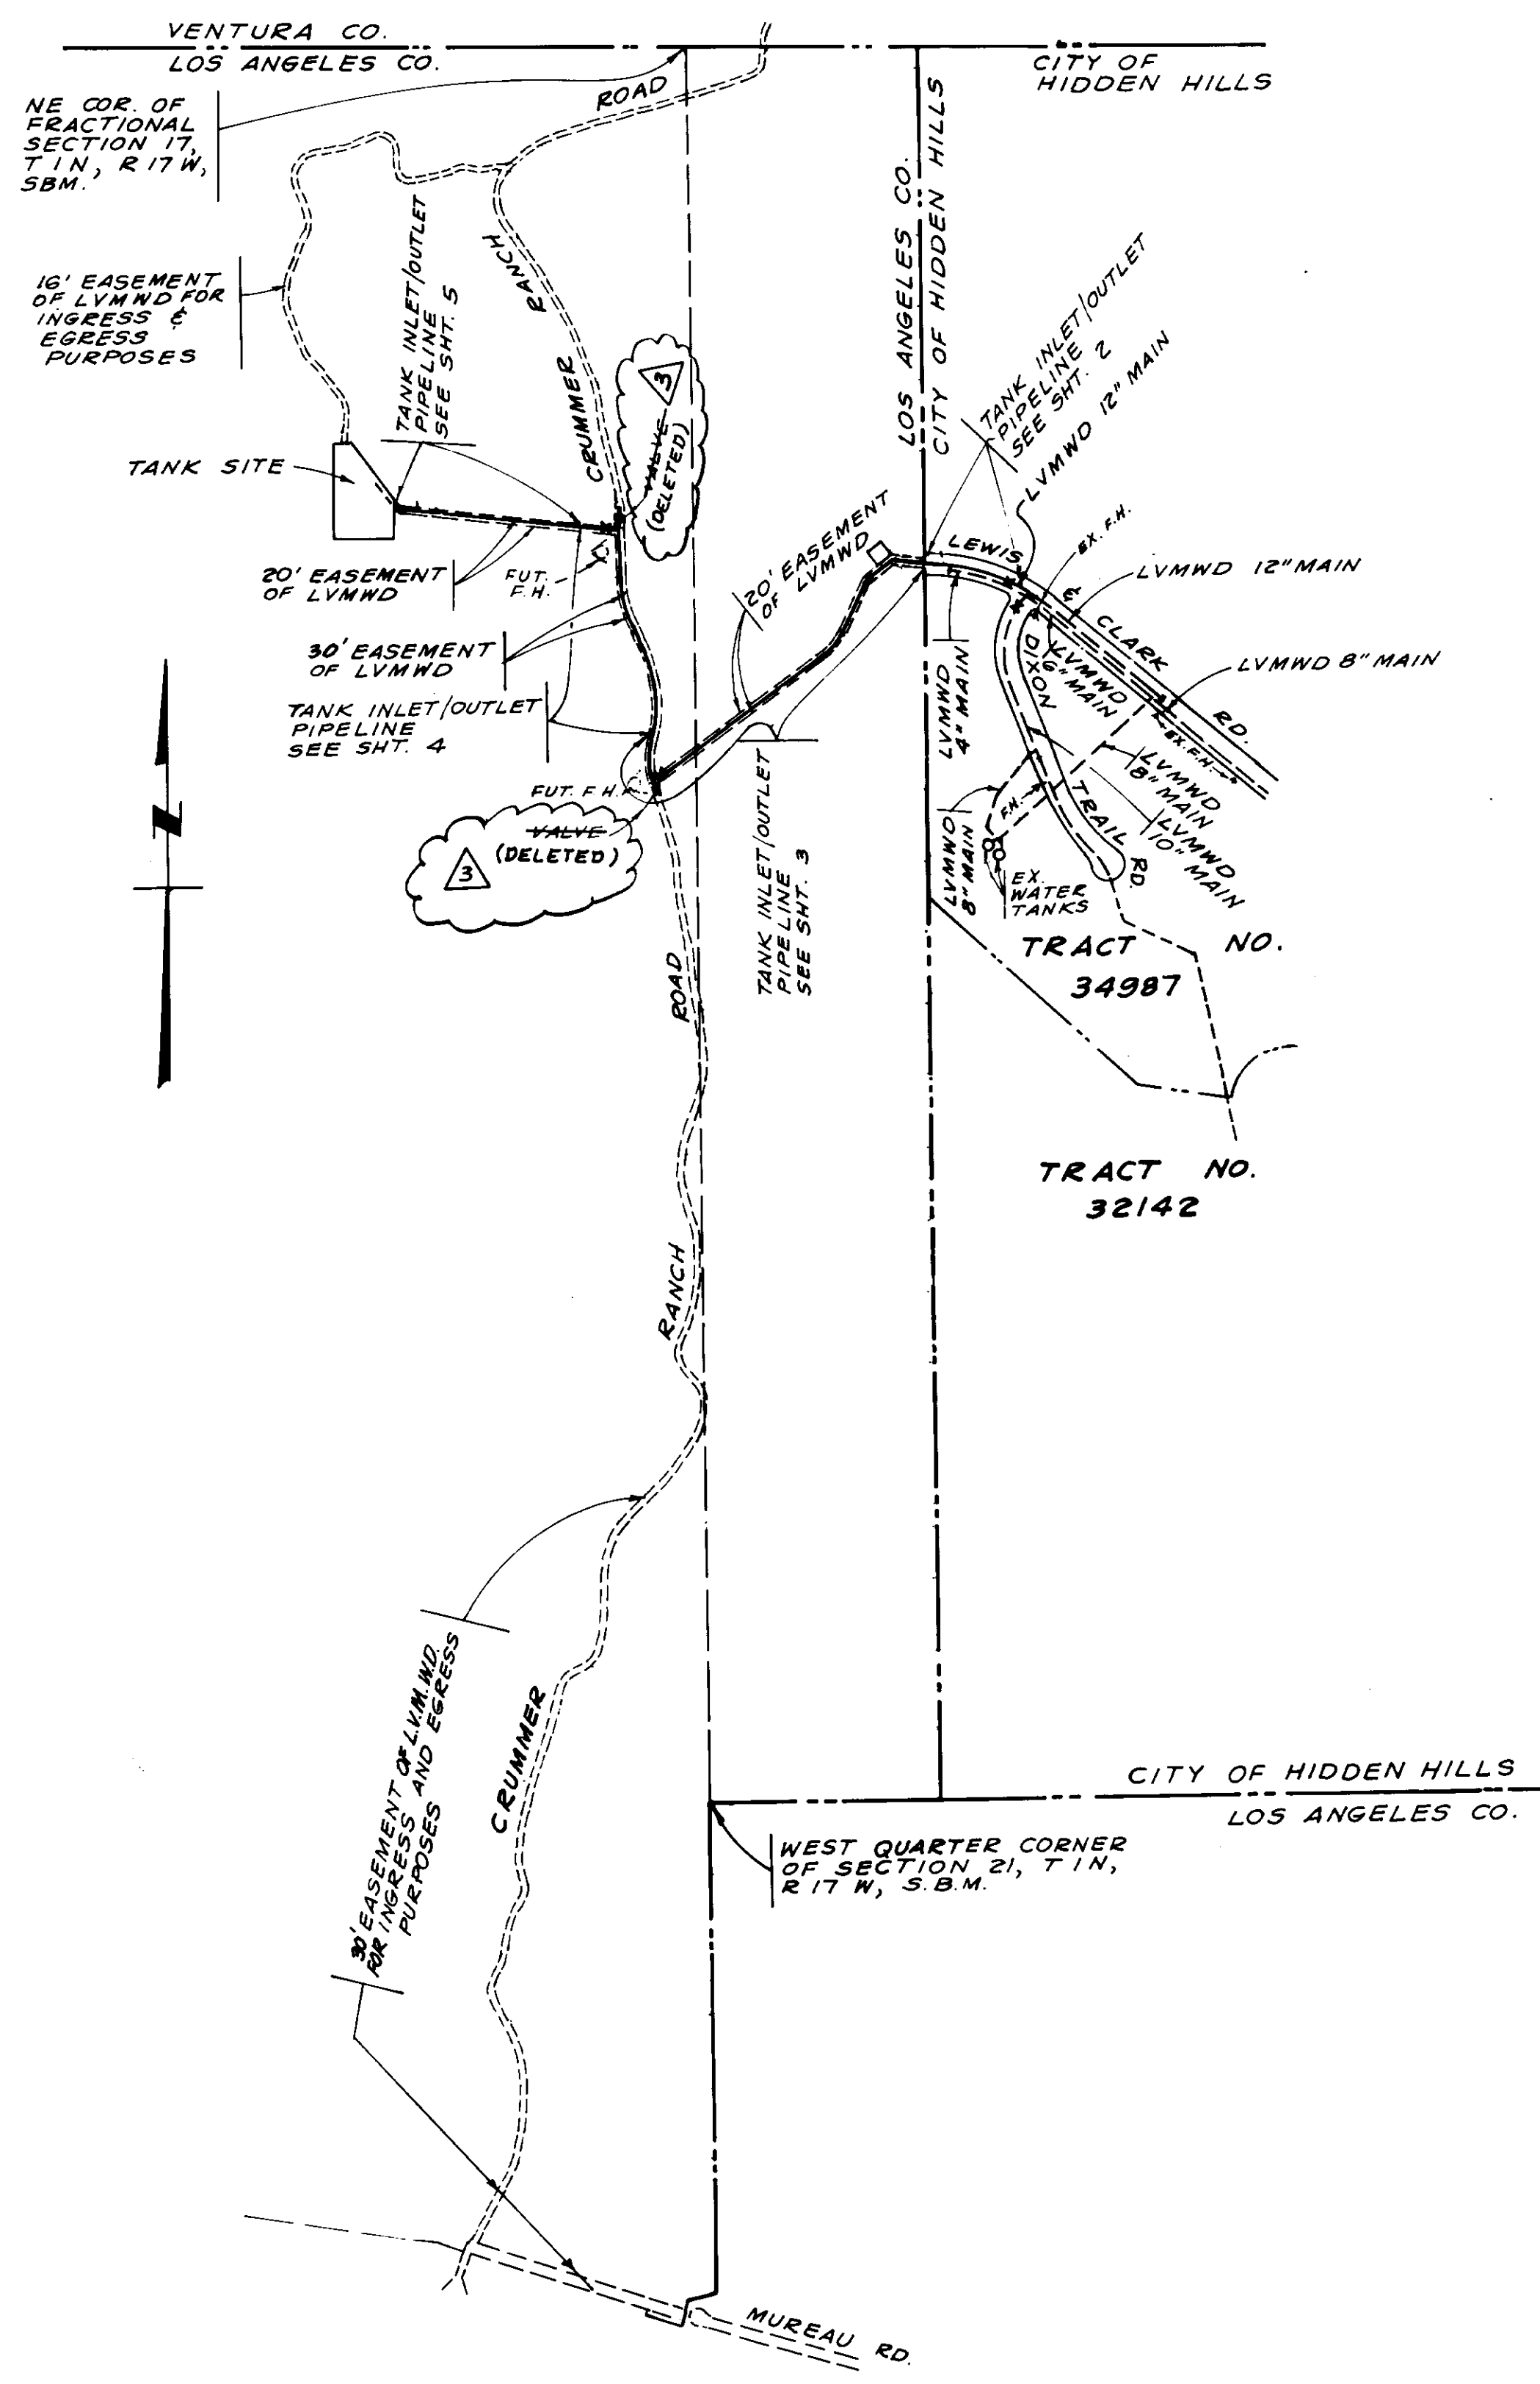 VENTURA CO.
LOS ANGELES CO.
CITY OF
HIDDEN HILLS
NE COR. OF
FRACTIONAL
SECTION 17,
T 1 N, R 17 W,
SBM.
ROAD
RANCH
CRUMMER
16' EASEMENT
OF LVMWD FOR
INGRESS &
EGRESS
PURPOSES
TANK INLET/OUTLET
PIPELINE
SEE SHT. 5
TANK SITE
3
VALVE
(DELETED)
LOS ANGELES CO.
CITY OF HIDDEN HILLS
TANK INLET/OUTLET
PIPELINE
SEE SHT. 2
LVMWD 12" MAIN
EX. F.H.
LEWIS
&
CLARK
RD.
LVMWD 12" MAIN
LVMWD 8" MAIN
20' EASEMENT
OF LVMWD
FUT.
F.H.
20' EASEMENT
OF LVMWD
30' EASEMENT
OF LVMWD
TANK INLET/OUTLET
PIPELINE
SEE SHT. 4
FUT. F.H.
VALVE
(DELETED)
3
TANK INLET/OUTLET
PIPELINE
SEE SHT. 3
LVMWD
4" MAIN
DIXON
TRAIL
RD.
LVMWD
6" MAIN
EX. F.H.
LVMWD
8" MAIN
LVMWD
10" MAIN
F.H.
LVMWD
8" MAIN
EX.
WATER
TANKS
TRACT NO.
34987
TRACT NO.
32142
ROAD
RANCH
CRUMMER
30' EASEMENT OF L.V.M.W.D.
FOR INGRESS AND EGRESS
PURPOSES
CITY OF HIDDEN HILLS
LOS ANGELES CO.
WEST QUARTER CORNER
OF SECTION 21, T 1 N,
R 17 W, S.B.M.
MUREAU RD.
N